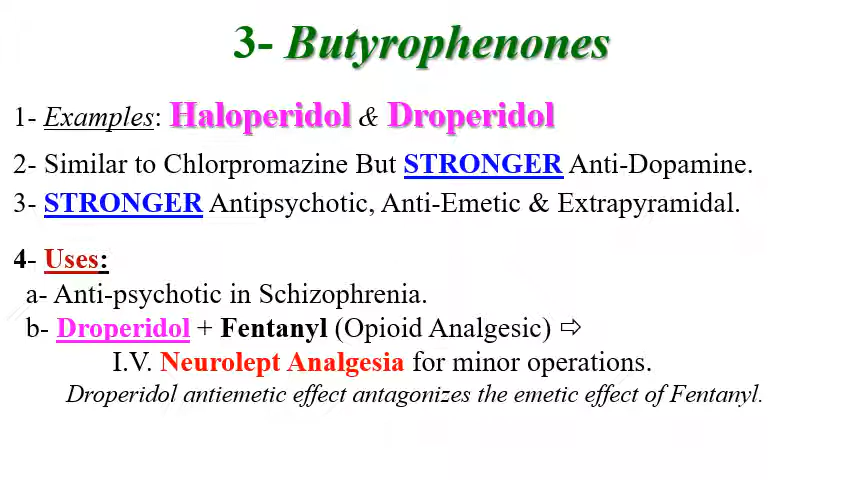 3- Butyrophenones
1- Examples: Haloperidol & Droperidol
2- Similar to Chlorpromazine But STRONGER Anti-Dopamine.
3- STRONGER Antipsychotic, Anti-Emetic & Extrapyramidal.
4- Uses:
a- Anti-psychotic in Schizophrenia.
b- Droperidol + Fentanyl (Opioid Analgesic) ⇨
I.V. Neurolept Analgesia for minor operations.
Droperidol antiemetic effect antagonizes the emetic effect of Fentanyl.